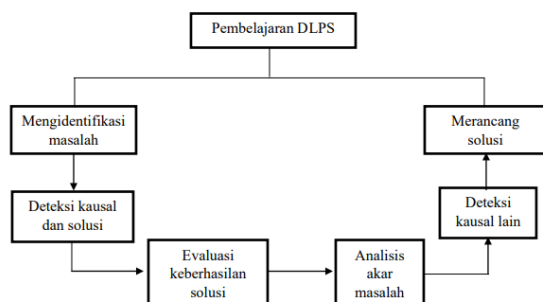 Pembelajaran DLPS
Mengidentifikasi
masalah
Deteksi kausal
dan solusi
Evaluasi
keberhasilan
solusi
Analisis
akar
masalah
Deteksi
kausal lain
Merancang
solusi